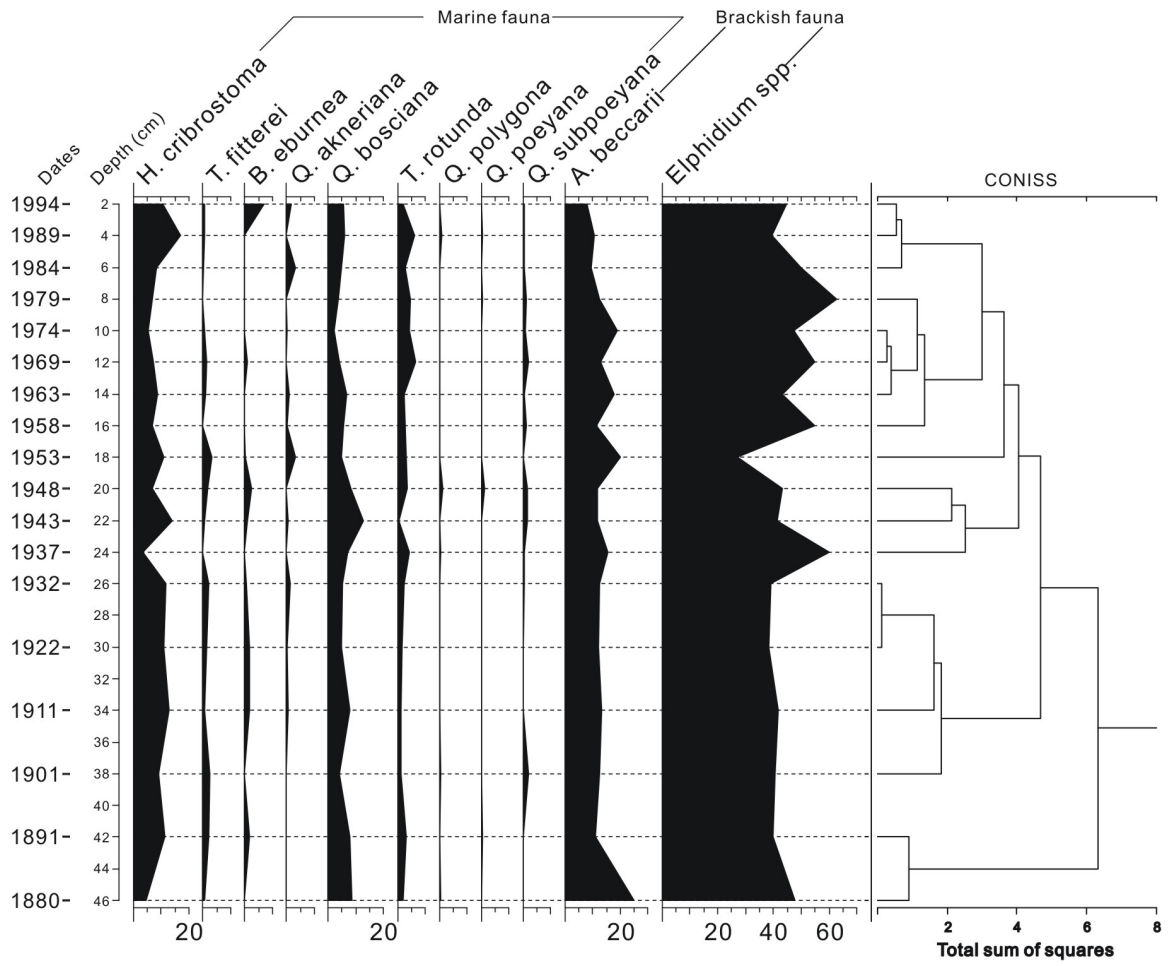 Marine fauna
Brackish fauna
Dates
Depth (cm)
H. cribrostoma
T. fitterei
B. eburnea
Q. akneriana
Q. bosciana
T. rotunda
Q. polygona
Q. poeyana
Q. subpoeyana
A. beccarii
Elphidium spp.
CONISS
1994 2
1989 4
1984 6
1979 8
1974 10
1969 12
1963 14
1958 16
1953 18
1948 20
1943 22
1937 24
1932 26
28
1922 30
32
1911 34
36
1901 38
40
1891 42
44
1880 46
20 20 20 20 40 60 2 4 6 8
Total sum of squares